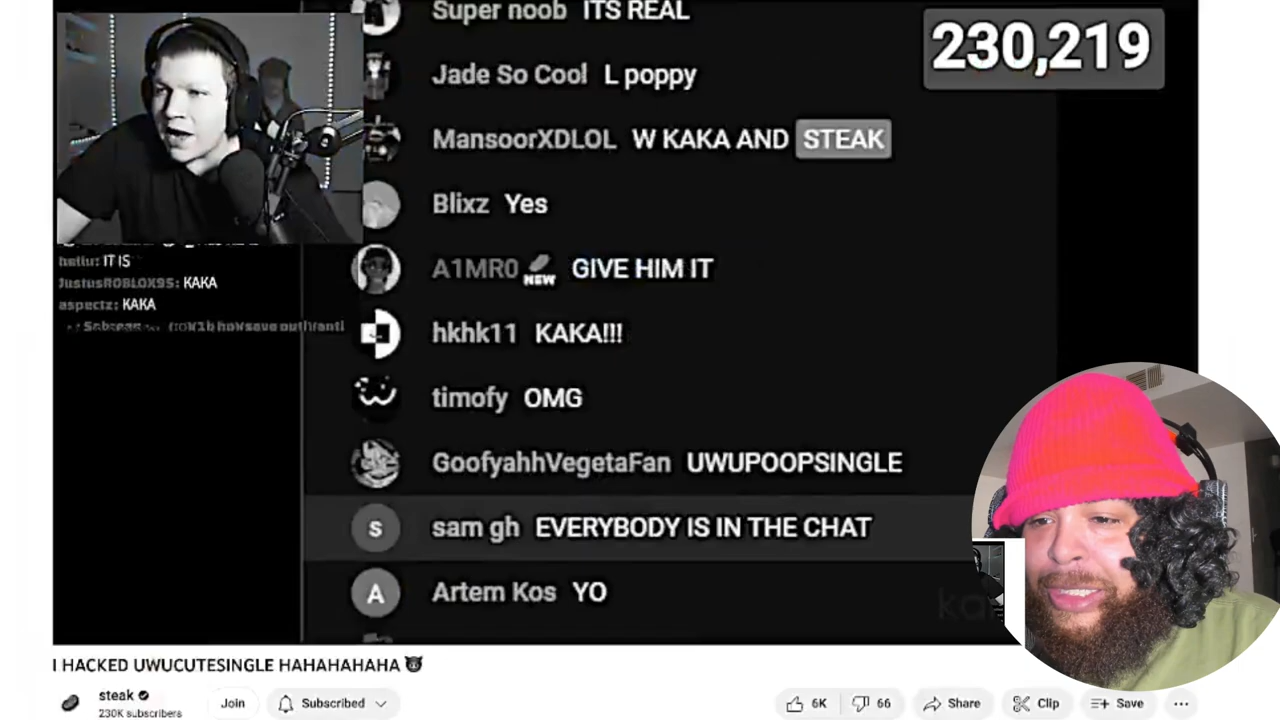 Super noob ITS REAL
230,219
Jade So Cool L poppy
MansoorXDLOL W KAKA AND STEAK
Blixz Yes
hellur: IT IS
A1MR0 NEW GIVE HIM IT
JustusROBLOX95: KAKA
aspectz: KAKA
hkhk11 KAKA!!!
timofy OMG
GoofyahhVegetaFan UWUPOOPSINGLE
S sam gh EVERYBODY IS IN THE CHAT
A Artem Kos YO
I HACKED UWUCUTESINGLE HAHAHAHAHA 😈
steak
230K subscribers
Join
Subscribed
6K
66
Share
Clip
Save